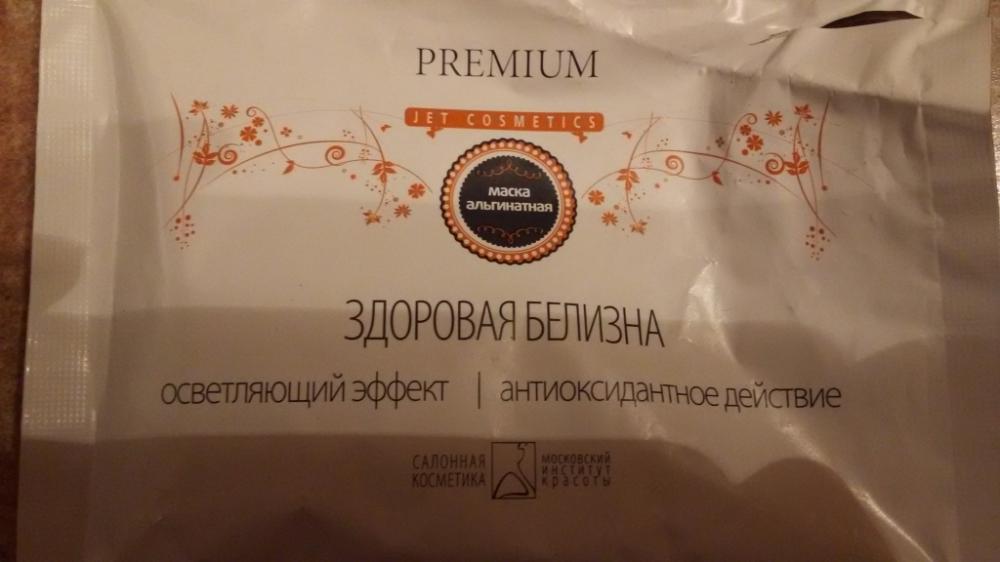 PREMIUM
JET COSMETICS
маска
альгинатная
ЗДОРОВАЯ БЕЛИЗНА
осветляющий эффект | антиоксидантное действие
САЛОННАЯ
КОСМЕТИКА
МОСКОВСКИЙ
ИНСТИТУТ
КРАСОТЫ